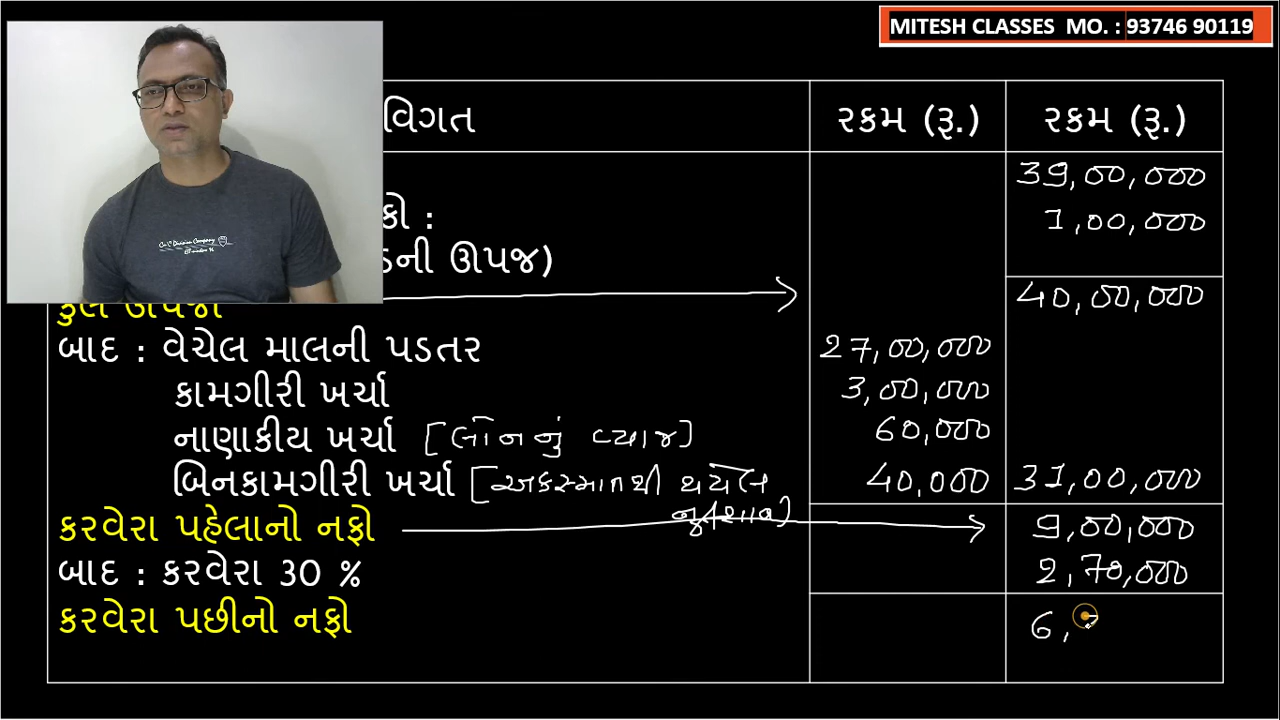 MITESH CLASSES MO. : 93746 90119
વિગત રકમ (રૂ.) રકમ (રૂ.)
39,00,000
કો : 1,00,000
ની ઊપજ)
કુલ ઊપજો 40,00,000
બાદ : વેચેલ માલની પડતર 27,00,000
કામગીરી ખર્ચા 3,00,000
નાણાકીય ખર્ચા [લોનનું વ્યાજ] 60,000
બિનકામગીરી ખર્ચા [અકસ્માતથી થયેલ 40,000 31,00,000
નુકશાન]
કરવેરા પહેલાનો નફો 9,00,000
બાદ : કરવેરા 30 % 2,70,000
કરવેરા પછીનો નફો 6,